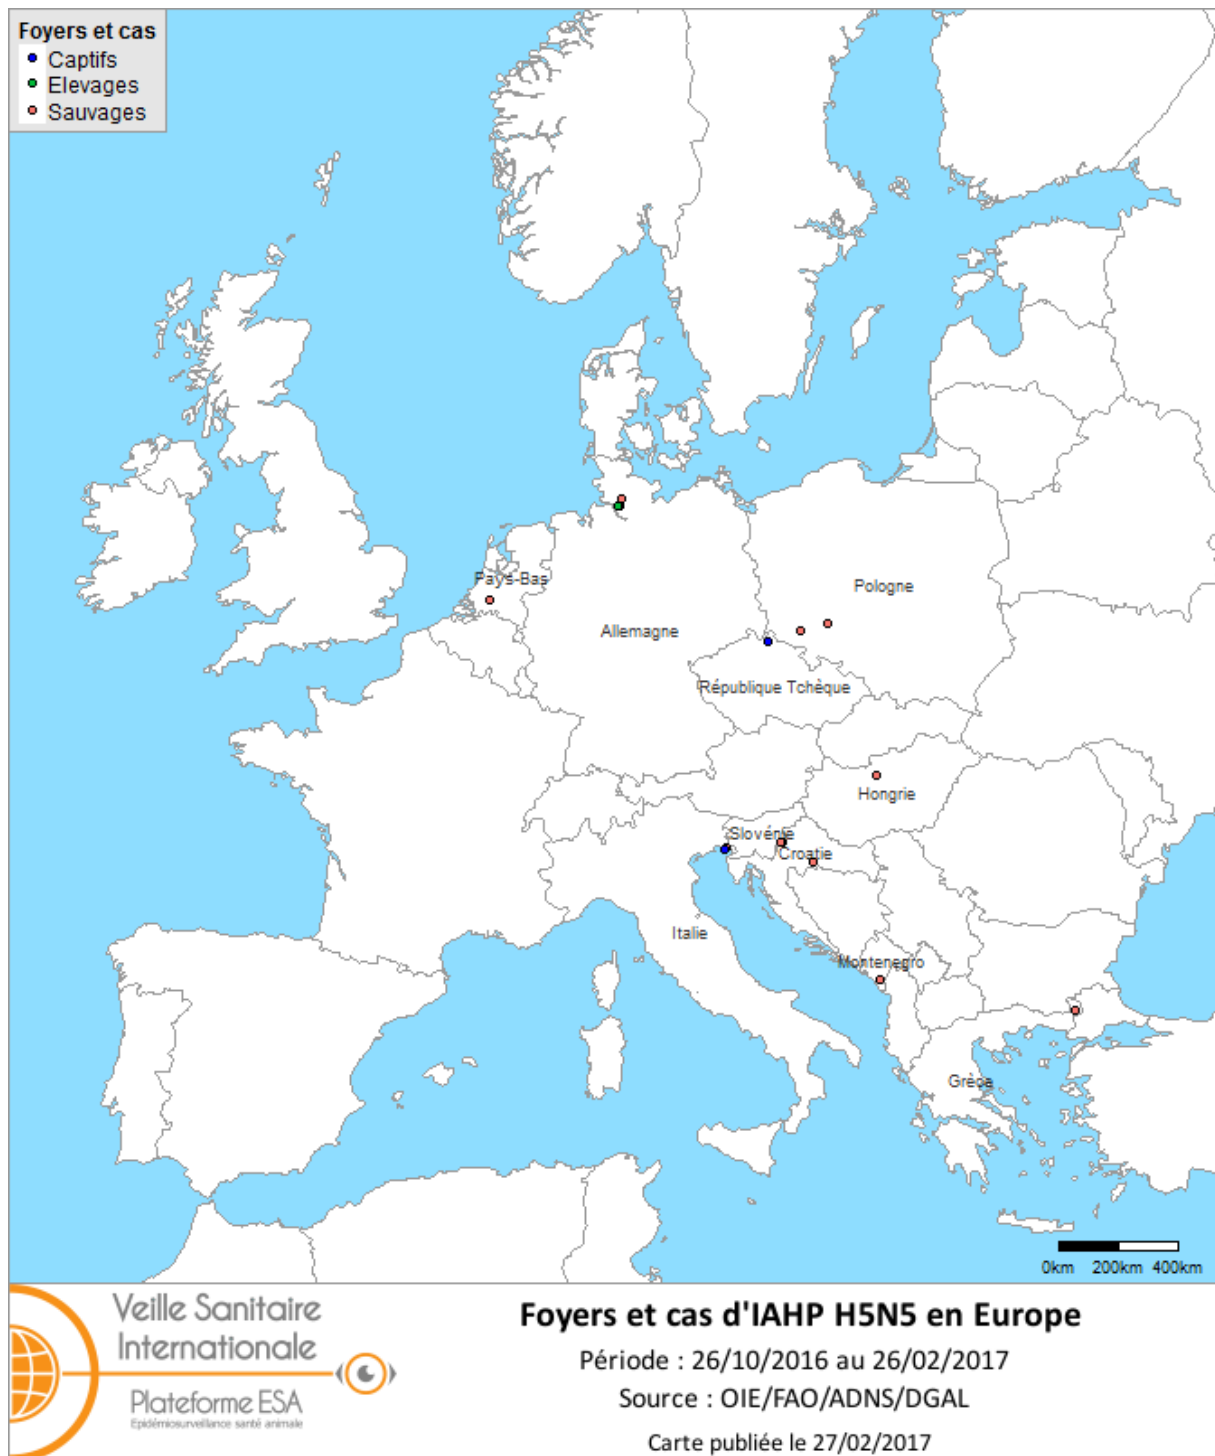 Foyers et cas
Captifs
Elevages
Sauvages
Pays-Bas
Pologne
Allemagne
République Tchèque
Hongrie
Slovénie
Croatie
Italie
Montenegro
Grèce
0km 200km 400km
Veille Sanitaire
Internationale
Plateforme ESA
Epidémiosurveillance santé animale
Foyers et cas d'IAHP H5N5 en Europe
Période : 26/10/2016 au 26/02/2017
Source : OIE/FAO/ADNS/DGAL
Carte publiée le 27/02/2017